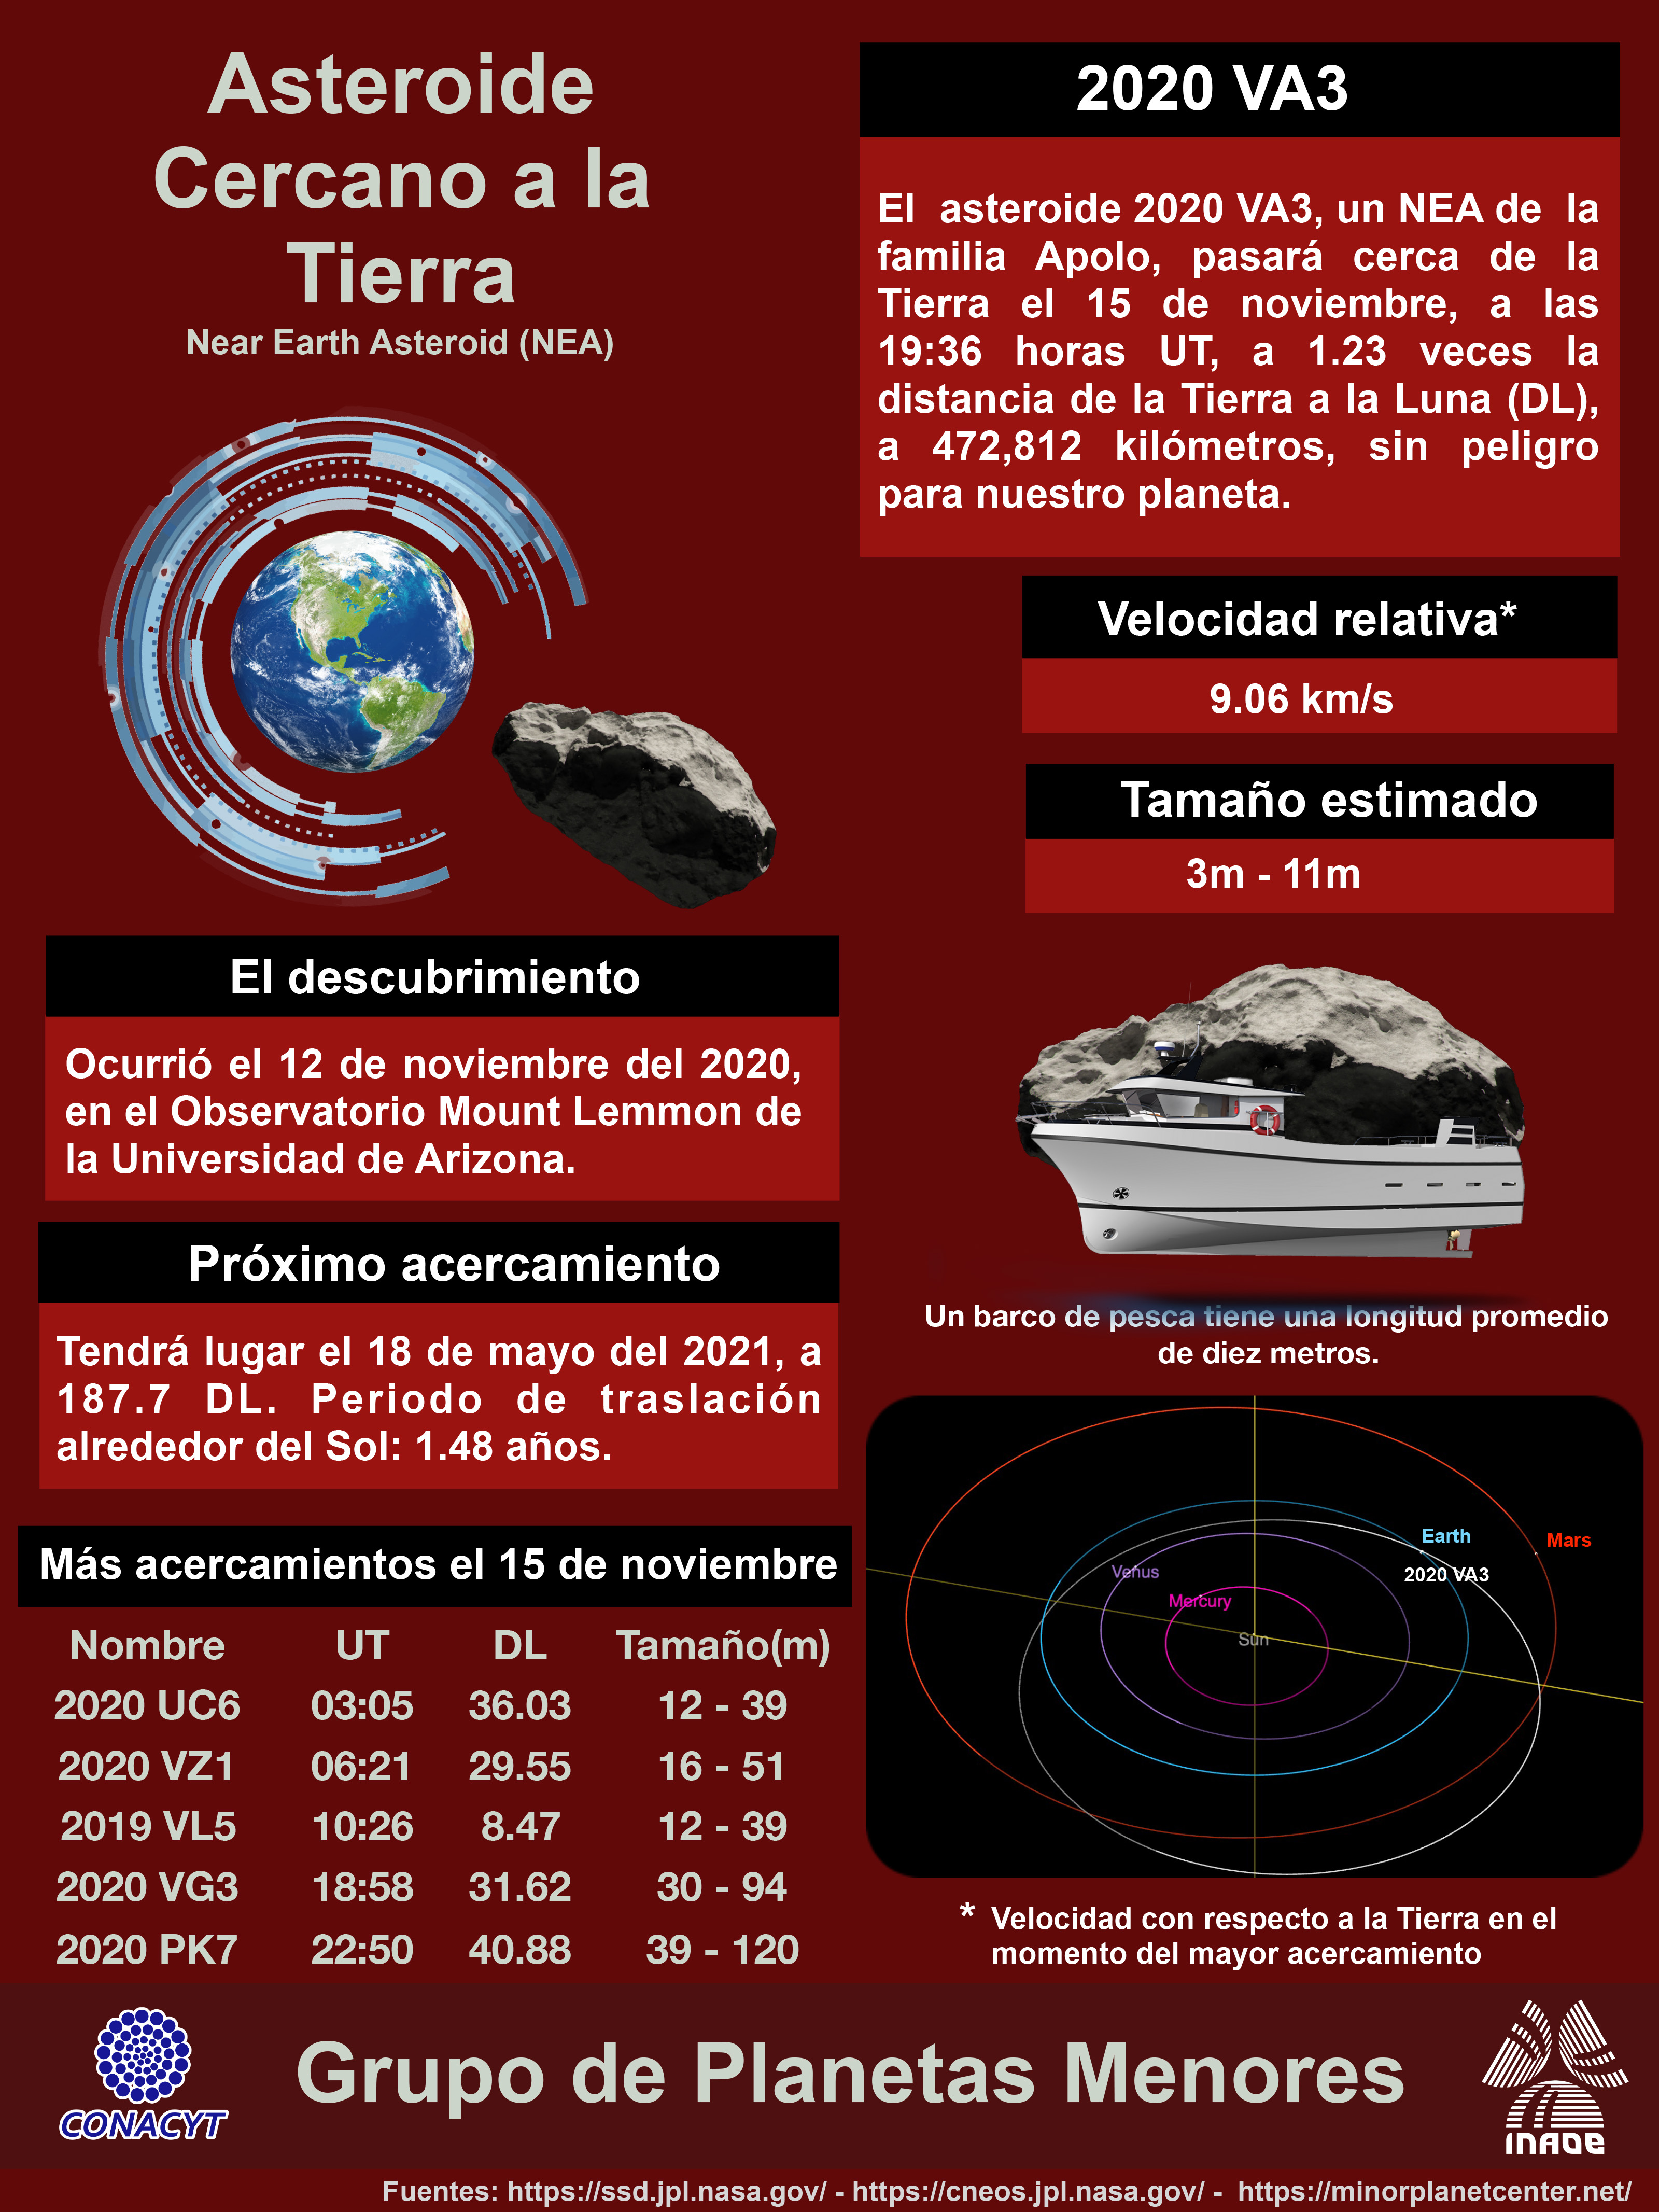 Asteroide
Cercano a la
Tierra
Near Earth Asteroid (NEA)
2020 VA3
El asteroide 2020 VA3, un NEA de la
familia Apolo, pasará cerca de la
Tierra el 15 de noviembre, a las
19:36 horas UT, a 1.23 veces la
distancia de la Tierra a la Luna (DL),
a 472,812 kilómetros, sin peligro
para nuestro planeta.
Velocidad relativa*
9.06 km/s
Tamaño estimado
3m - 11m
El descubrimiento
Ocurrió el 12 de noviembre del 2020,
en el Observatorio Mount Lemmon de
la Universidad de Arizona.
Próximo acercamiento
Tendrá lugar el 18 de mayo del 2021, a
187.7 DL. Periodo de traslación
alrededor del Sol: 1.48 años.
Un barco de pesca tiene una longitud promedio
de diez metros.
Earth
Mars
Venus
2020 VA3
Mercury
Sun
Más acercamientos el 15 de noviembre
Nombre UT DL Tamaño(m)
2020 UC6 03:05 36.03 12 - 39
2020 VZ1 06:21 29.55 16 - 51
2019 VL5 10:26 8.47 12 - 39
2020 VG3 18:58 31.62 30 - 94
2020 PK7 22:50 40.88 39 - 120
* Velocidad con respecto a la Tierra en el
momento del mayor acercamiento
CONACYT
Grupo de Planetas Menores
INAOE
Fuentes: https://ssd.jpl.nasa.gov/ - https://cneos.jpl.nasa.gov/ - https://minorplanetcenter.net/